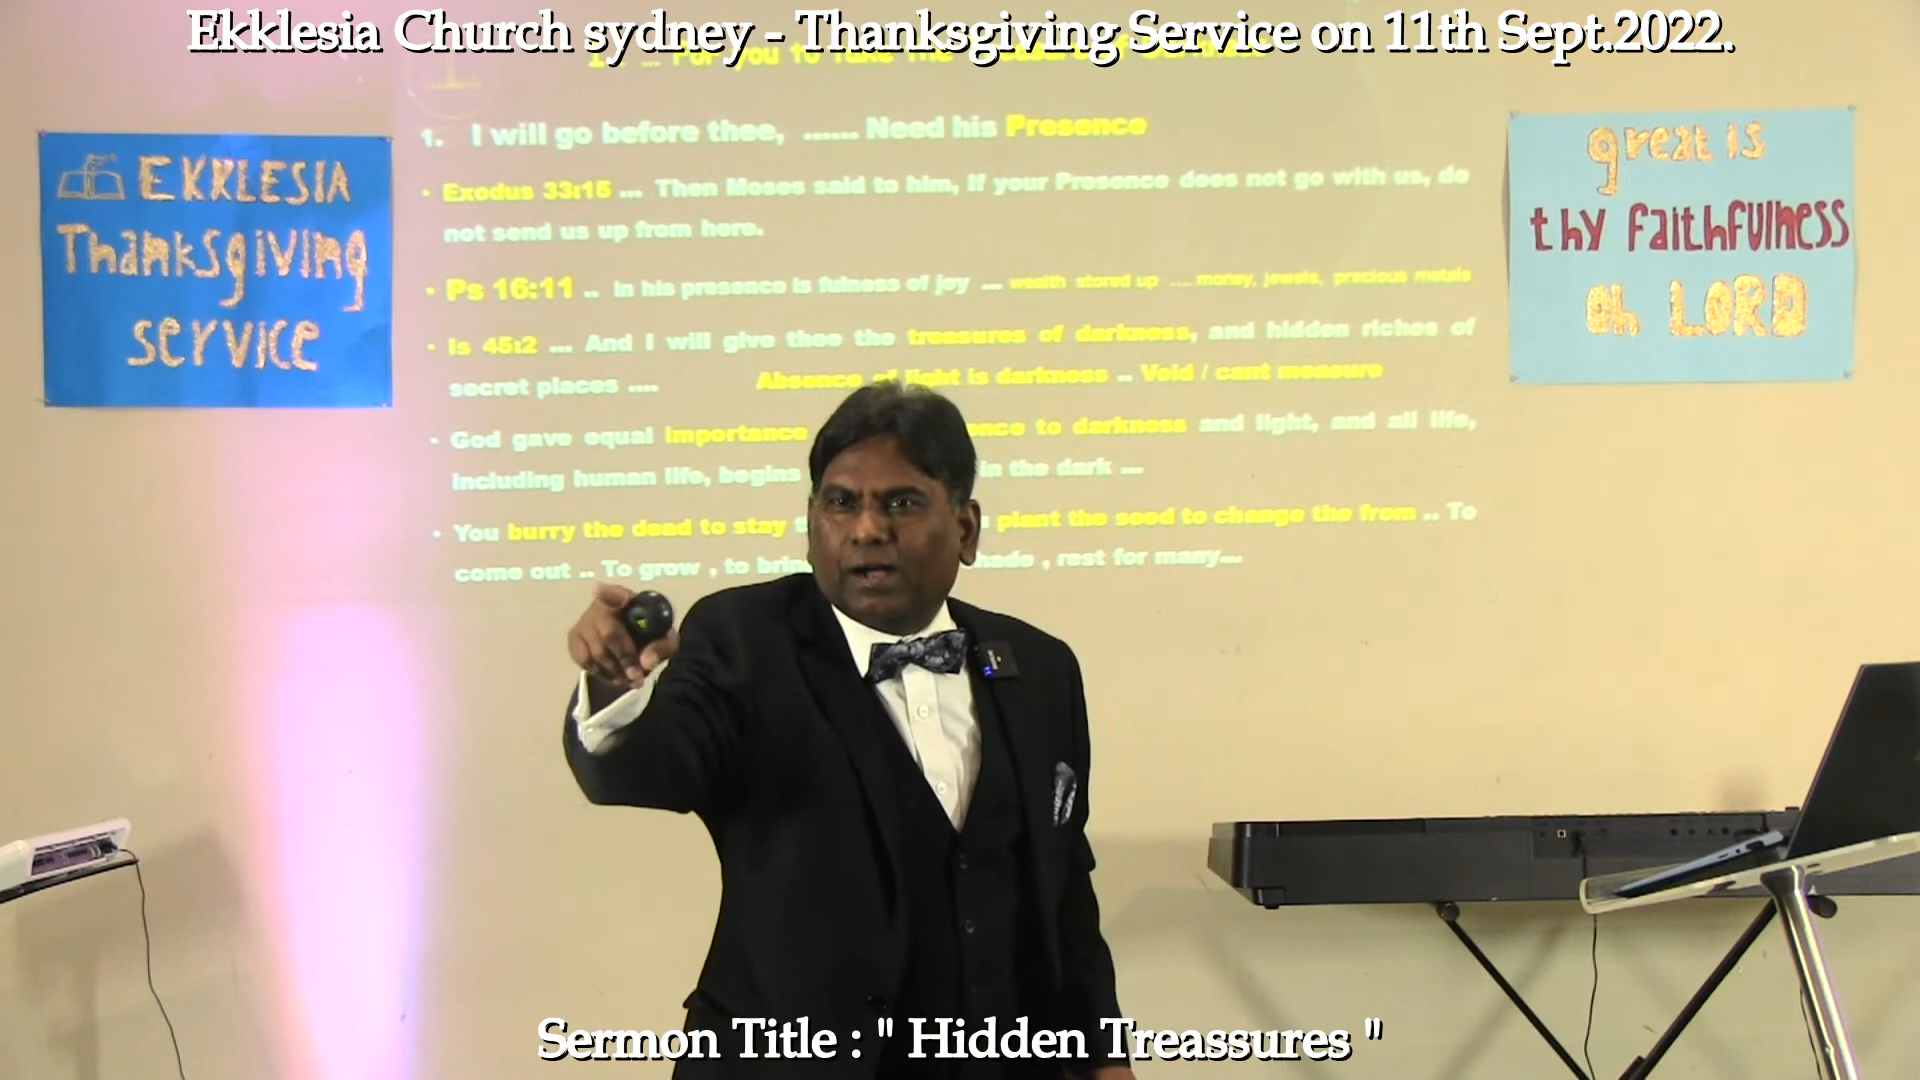 Ekklesia Church sydney - Thanksgiving Service on 11th Sept.2022.
EKKLESIA
Thanksgiving
service
great is
thy faithfulness
oh LORD
1. I will go before thee, ...... Need his Presence
• Exodus 33:15 ... Then Moses said to him, If your Presence does not go with us, do
not send us up from here.
• Ps 16:11 .. In his presence is fulness of joy ... wealth stored up .... money, jewels, precious metals
• Is 45:2 ... And I will give thee the treasures of darkness, and hidden riches of
secret places ....
Absence of light is darkness .. Void / cant measure
• God gave equal importance to darkness and light, and all life,
including human life, begins in the dark ...
• You burry the dead to stay plant the seed to change the from .. To
come out .. To grow , to , rest for many...
Sermon Title : " Hidden Treassures "